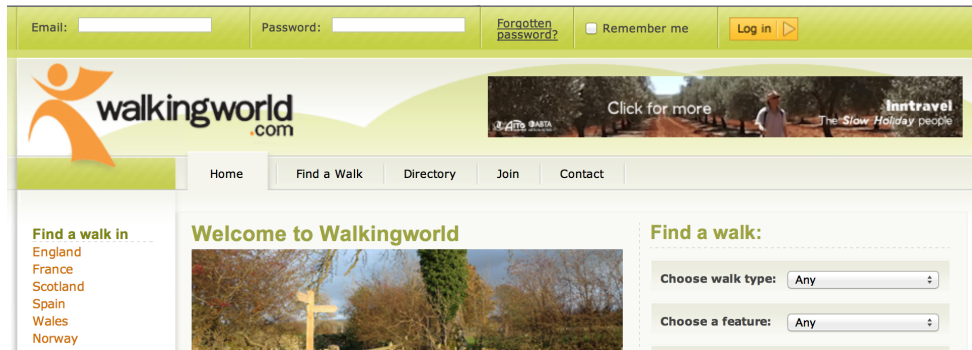 Email:
Password:
Forgotten
password?
Remember me
Log in
walkingworld
.com
Click for more
AITO ABTA
Inntravel
The Slow Holiday people
Home
Find a Walk
Directory
Join
Contact
Find a walk in
England
France
Scotland
Spain
Wales
Norway
Welcome to Walkingworld
Find a walk:
Choose walk type:
Any
Choose a feature:
Any